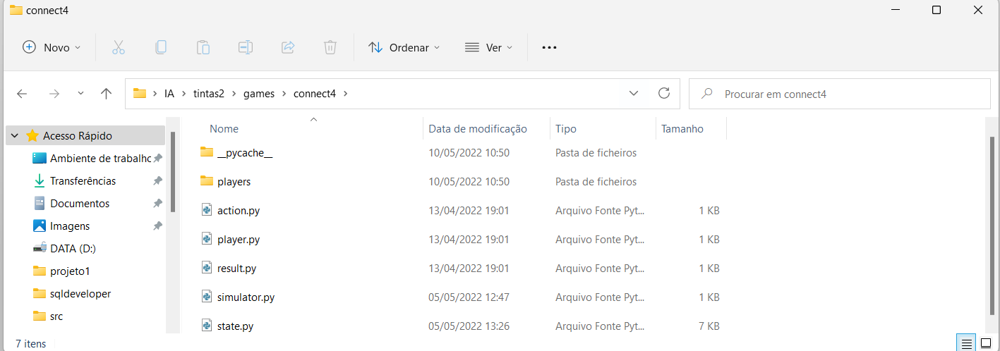 connect4
Novo Ordenar Ver
IA tintas2 games connect4 Procurar em connect4
Acesso Rápido
Ambiente de trabalho
Transferências
Documentos
Imagens
DATA (D:)
projeto1
sqldeveloper
src
Nome Data de modificação Tipo Tamanho
__pycache__ 10/05/2022 10:50 Pasta de ficheiros
players 10/05/2022 10:50 Pasta de ficheiros
action.py 13/04/2022 19:01 Arquivo Fonte Pyt... 1 KB
player.py 13/04/2022 19:01 Arquivo Fonte Pyt... 1 KB
result.py 13/04/2022 19:01 Arquivo Fonte Pyt... 1 KB
simulator.py 05/05/2022 12:47 Arquivo Fonte Pyt... 1 KB
state.py 05/05/2022 13:26 Arquivo Fonte Pyt... 7 KB
7 itens